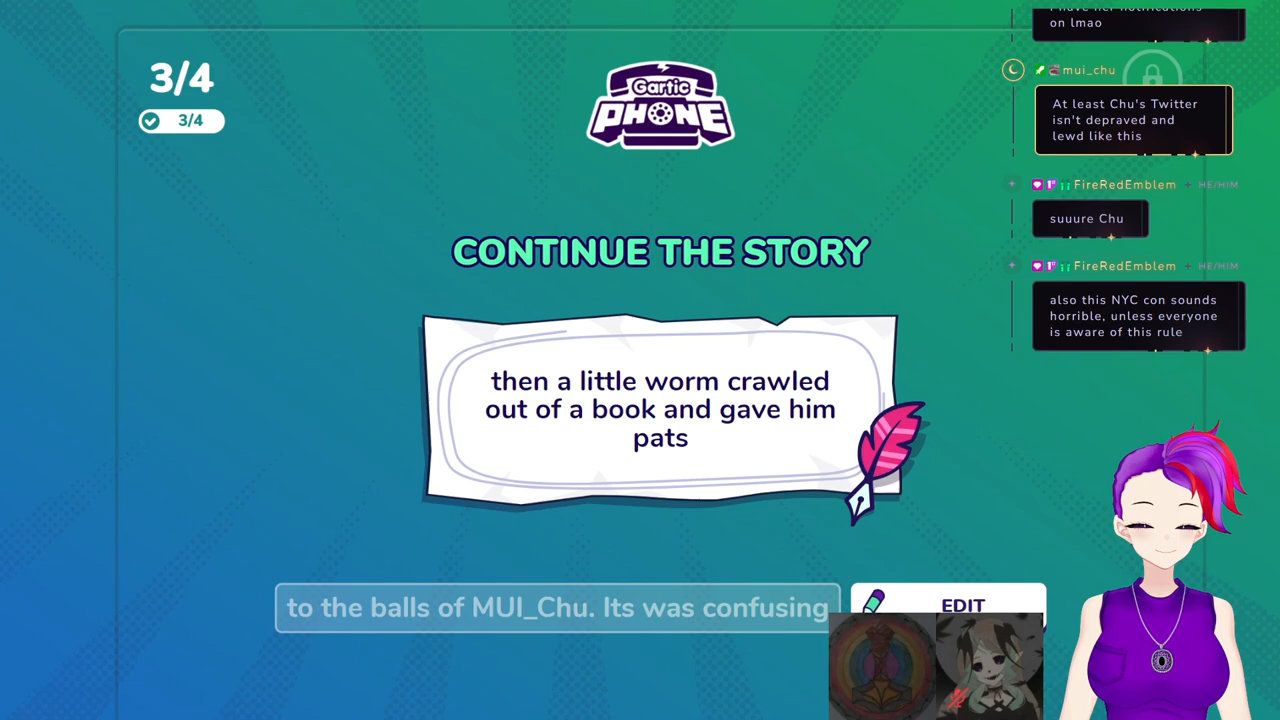 3/4
3/4
Gartic
PHONE
CONTINUE THE STORY
then a little worm crawled
out of a book and gave him
pats
to the balls of MUI_Chu. Its was confusing
EDIT
I have her notifications
on lmao
mui_chu
At least Chu's Twitter
isn't depraved and
lewd like this
FireRedEmblem HE/HIM
suuure Chu
FireRedEmblem HE/HIM
also this NYC con sounds
horrible, unless everyone
is aware of this rule